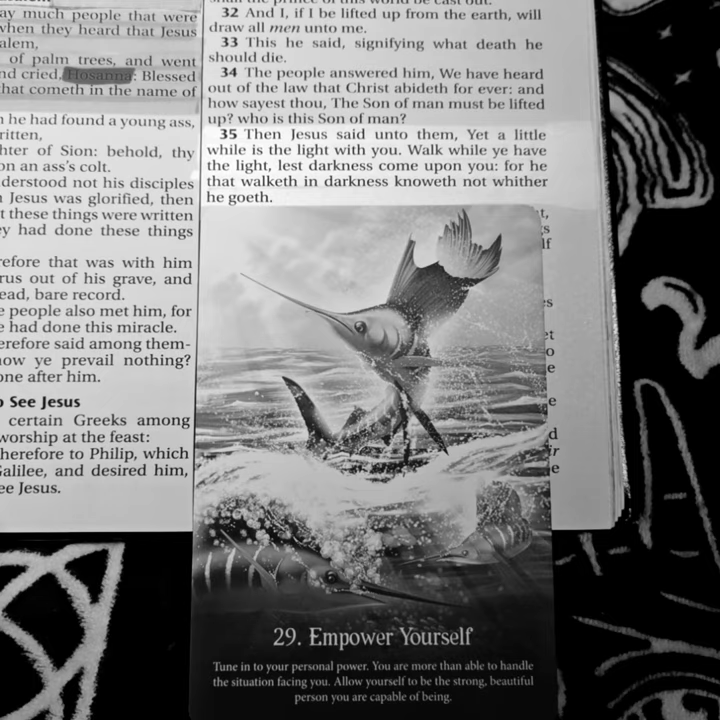 ay much people that were
when they heard that Jesus
alem,
of palm trees, and went
nd cried, Hosanna: Blessed
that cometh in the name of
he had found a young ass,
ritten,
hter of Sion: behold, thy
on an ass's colt.
derstood not his disciples
Jesus was glorified, then
t these things were written
ey had done these things
refore that was with him
rus out of his grave, and
ead, bare record.
e people also met him, for
e had done this miracle.
erefore said among them-
how ye prevail nothing?
one after him.
o See Jesus
certain Greeks among
worship at the feast:
herefore to Philip, which
Galilee, and desired him,
ee Jesus.
32 And I, if I be lifted up from the earth, will
draw all men unto me.
33 This he said, signifying what death he
should die.
34 The people answered him, We have heard
out of the law that Christ abideth for ever: and
how sayest thou, The Son of man must be lifted
up? who is this Son of man?
35 Then Jesus said unto them, Yet a little
while is the light with you. Walk while ye have
the light, lest darkness come upon you: for he
that walketh in darkness knoweth not whither
he goeth.
29. Empower Yourself
Tune in to your personal power. You are more than able to handle
the situation facing you. Allow yourself to be the strong, beautiful
person you are capable of being.